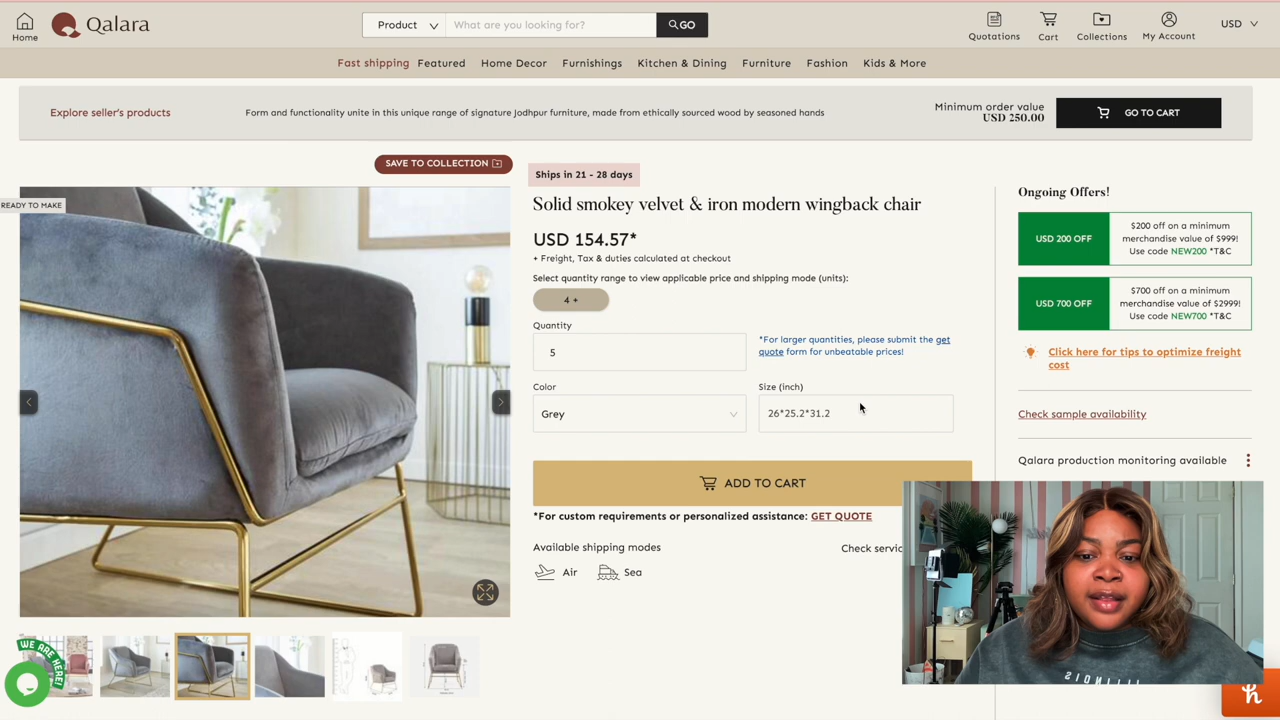 Home
Qalara
Product
What are you looking for?
GO
Quotations
Cart
Collections
My Account
USD
Fast shipping
Featured
Home Decor
Furnishings
Kitchen & Dining
Furniture
Fashion
Kids & More
Explore seller's products
Form and functionality unite in this unique range of signature Jodhpur furniture, made from ethically sourced wood by seasoned hands
Minimum order value
USD 250.00
GO TO CART
SAVE TO COLLECTION
READY TO MAKE
Ships in 21 - 28 days
Solid smokey velvet & iron modern wingback chair
USD 154.57*
+ Freight, Tax & duties calculated at checkout
Select quantity range to view applicable price and shipping mode (units):
4 +
Quantity
5
*For larger quantities, please submit the get
quote form for unbeatable prices!
Color
Size (inch)
Grey
26*25.2*31.2
ADD TO CART
*For custom requirements or personalized assistance: GET QUOTE
Available shipping modes
Check servic
Air
Sea
Ongoing Offers!
USD 200 OFF
$200 off on a minimum
merchandise value of $999!
Use code NEW200 *T&C
USD 700 OFF
$700 off on a minimum
merchandise value of $2999!
Use code NEW700 *T&C
Click here for tips to optimize freight
cost
Check sample availability
Qalara production monitoring available
WE ARE HERE!
h